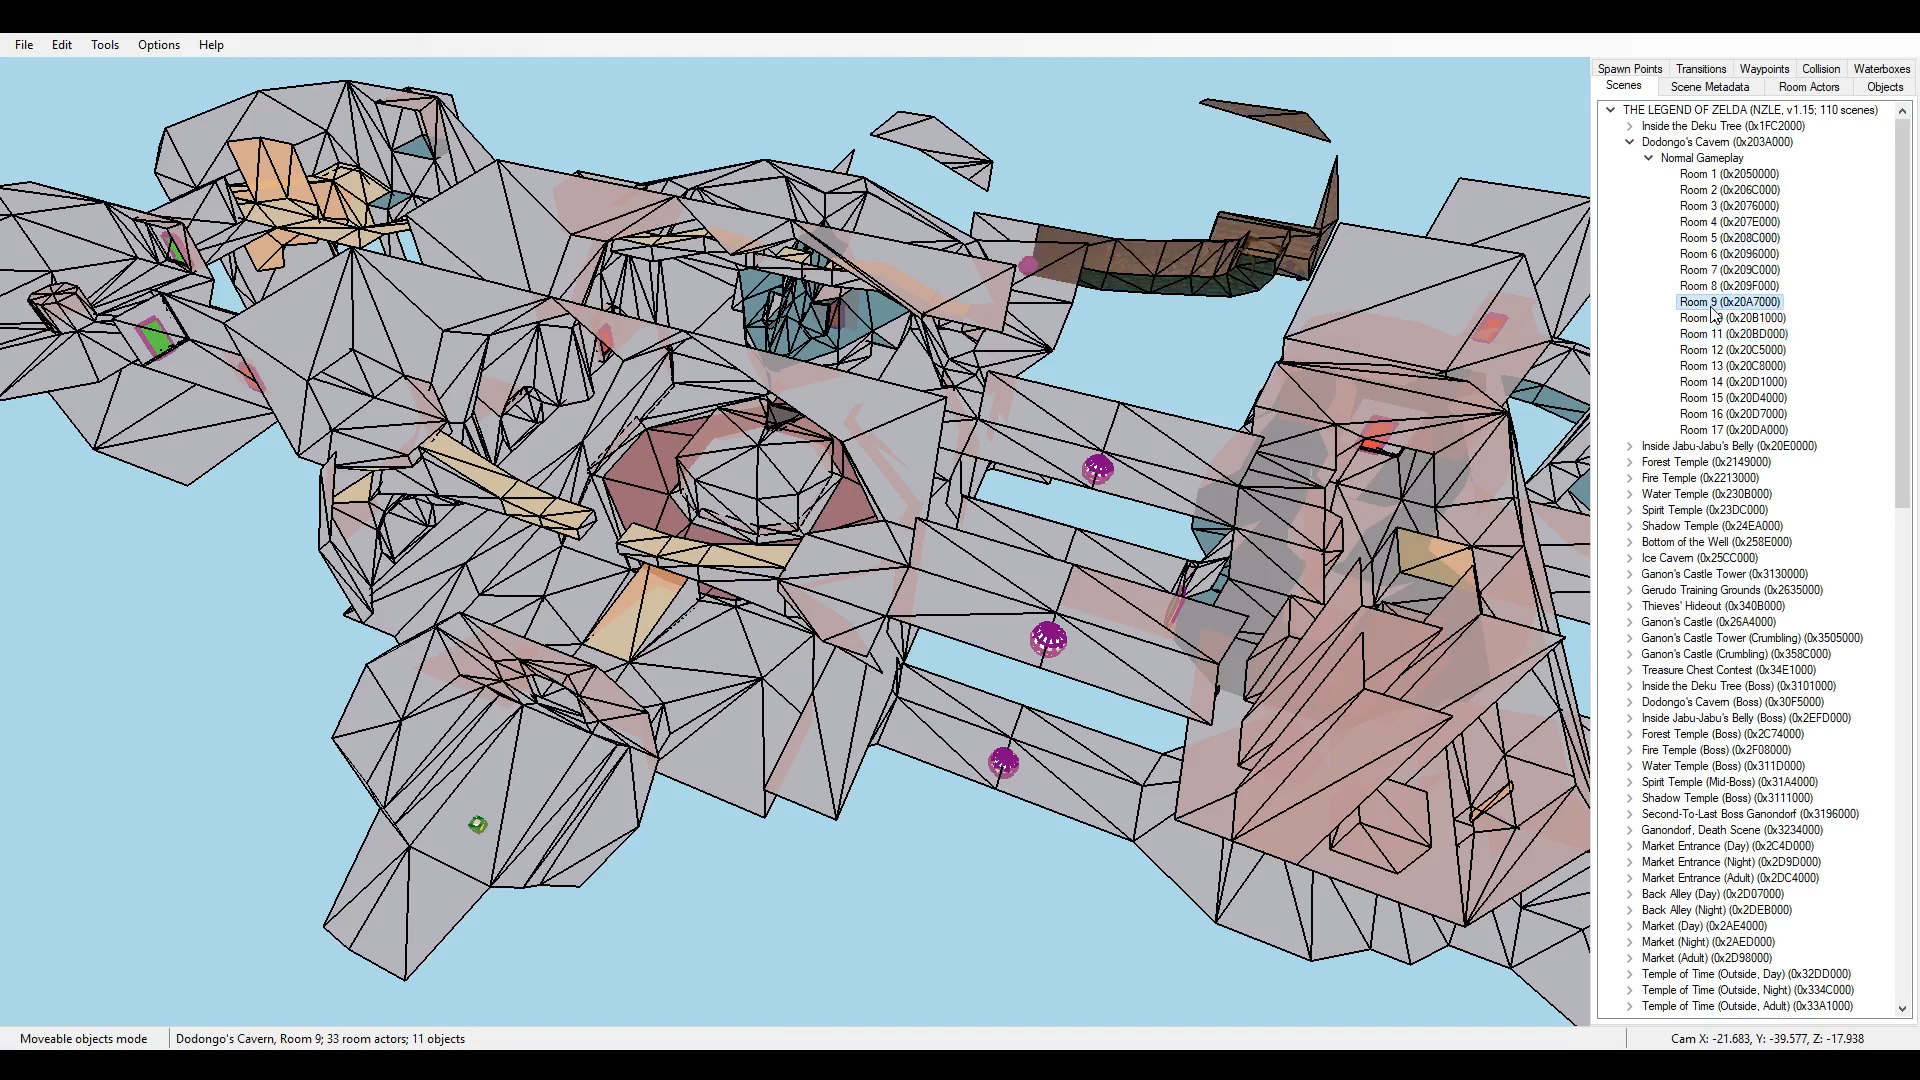 File Edit Tools Options Help
Spawn Points Transitions Waypoints Collision Waterboxes
Scenes Scene Metadata Room Actors Objects
THE LEGEND OF ZELDA (NZLE, v1.15; 110 scenes)
Inside the Deku Tree (0x1FC2000)
Dodongo's Cavern (0x203A000)
Normal Gameplay
Room 1 (0x2050000)
Room 2 (0x206C000)
Room 3 (0x2076000)
Room 4 (0x207E000)
Room 5 (0x208C000)
Room 6 (0x2096000)
Room 7 (0x209C000)
Room 8 (0x209F000)
Room 9 (0x20A7000)
Room (0x20B1000)
Room 11 (0x20BD000)
Room 12 (0x20C5000)
Room 13 (0x20C8000)
Room 14 (0x20D1000)
Room 15 (0x20D4000)
Room 16 (0x20D7000)
Room 17 (0x20DA000)
Inside Jabu-Jabu's Belly (0x20E0000)
Forest Temple (0x2149000)
Fire Temple (0x2213000)
Water Temple (0x230B000)
Spirit Temple (0x23DC000)
Shadow Temple (0x24EA000)
Bottom of the Well (0x258E000)
Ice Cavern (0x25CC000)
Ganon's Castle Tower (0x3130000)
Gerudo Training Grounds (0x2635000)
Thieves' Hideout (0x340B000)
Ganon's Castle (0x26A4000)
Ganon's Castle Tower (Crumbling) (0x3505000)
Ganon's Castle (Crumbling) (0x358C000)
Treasure Chest Contest (0x34E1000)
Inside the Deku Tree (Boss) (0x3101000)
Dodongo's Cavern (Boss) (0x30F5000)
Inside Jabu-Jabu's Belly (Boss) (0x2EFD000)
Forest Temple (Boss) (0x2C74000)
Fire Temple (Boss) (0x2F08000)
Water Temple (Boss) (0x311D000)
Spirit Temple (Mid-Boss) (0x31A4000)
Shadow Temple (Boss) (0x3111000)
Second-To-Last Boss Ganondorf (0x3196000)
Ganondorf, Death Scene (0x3234000)
Market Entrance (Day) (0x2C4D000)
Market Entrance (Night) (0x2D9D000)
Market Entrance (Adult) (0x2DC4000)
Back Alley (Day) (0x2D07000)
Back Alley (Night) (0x2DEB000)
Market (Day) (0x2AE4000)
Market (Night) (0x2AED000)
Market (Adult) (0x2D98000)
Temple of Time (Outside, Day) (0x32DD000)
Temple of Time (Outside, Night) (0x334C000)
Temple of Time (Outside, Adult) (0x33A1000)
Moveable objects mode Dodongo's Cavern, Room 9; 33 room actors; 11 objects Cam X: -21.683, Y: -39.577, Z: -17.938